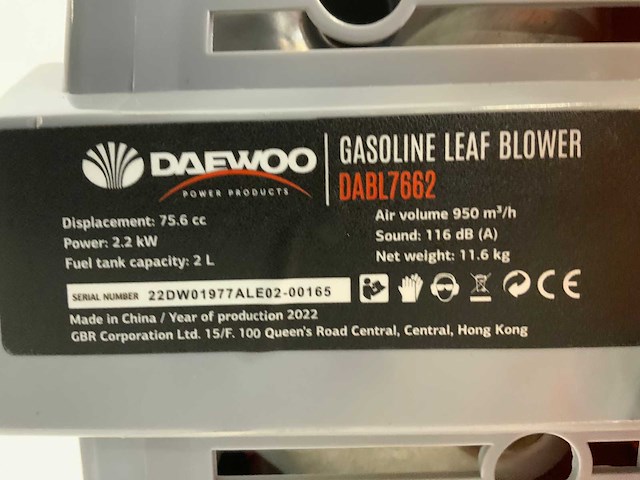 DAEWOO
POWER PRODUCTS
GASOLINE LEAF BLOWER
DABL7662
Displacement: 75.6 cc
Power: 2.2 kW
Fuel tank capacity: 2 L
Air volume 950 m³/h
Sound: 116 dB (A)
Net weight: 11.6 kg
SERIAL NUMBER 22DW01977ALE02-00165
CE
Made in China / Year of production 2022
GBR Corporation Ltd. 15/F. 100 Queen's Road Central, Central, Hong Kong